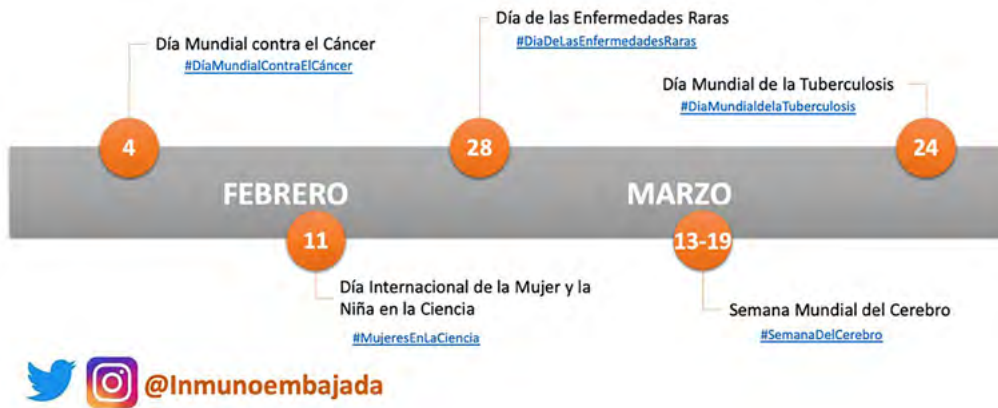 Día Mundial contra el Cáncer
#DíaMundialContraElCáncer
Día de las Enfermedades Raras
#DiaDeLasEnfermedadesRaras
Día Mundial de la Tuberculosis
#DiaMundialdelaTuberculosis
4
28
24
FEBRERO
MARZO
11
13-19
Día Internacional de la Mujer y la
Niña en la Ciencia
#MujeresEnLaCiencia
Semana Mundial del Cerebro
#SemanaDelCerebro
@Inmunoembajada